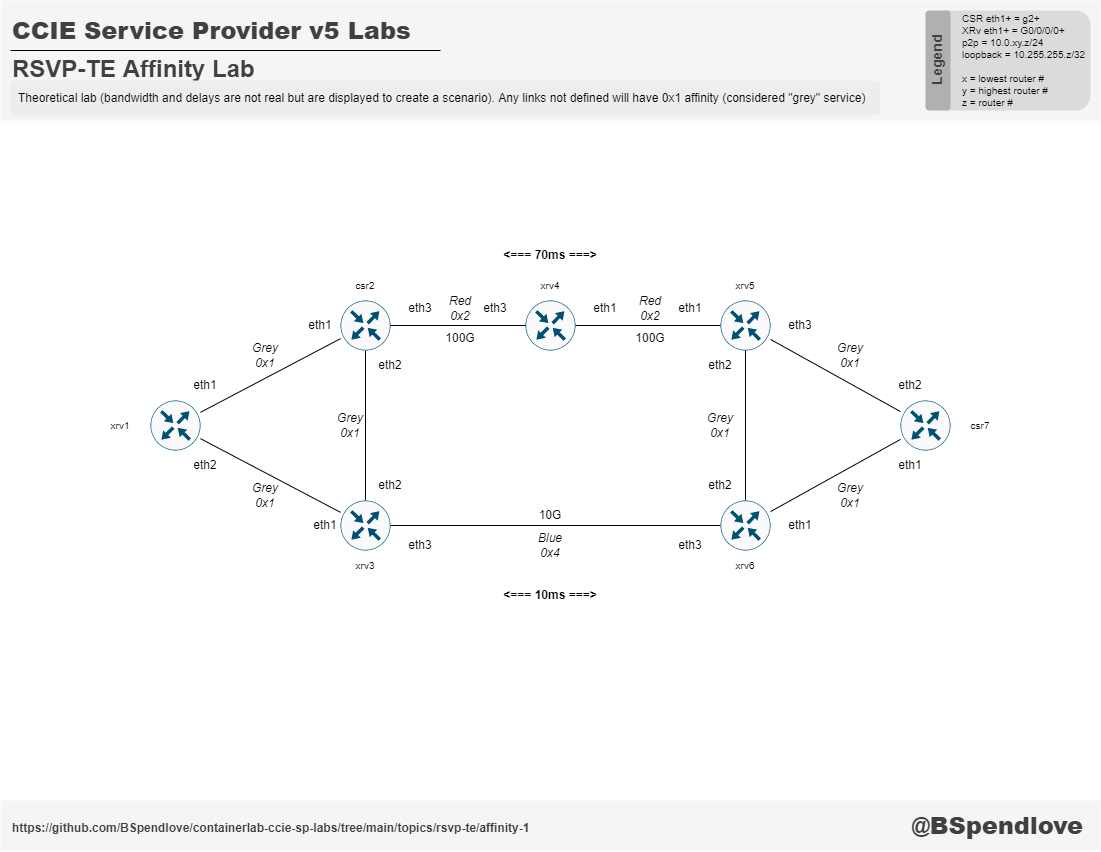 CCIE Service Provider v5 Labs
RSVP-TE Affinity Lab
Theoretical lab (bandwidth and delays are not real but are displayed to create a scenario). Any links not defined will have 0x1 affinity (considered "grey" service)
Legend
CSR eth1+ = g2+
XRv eth1+ = G0/0/0/0+
p2p = 10.0.xy.z/24
loopback = 10.255.255.z/32
x = lowest router #
y = highest router #
z = router #
<=== 70ms ===>
csr2
xrv4
xrv5
eth3
Red
0x2
eth3
eth1
Red
0x2
eth1
eth1
eth3
100G
100G
Grey
0x1
eth2
eth2
Grey
0x1
eth1
eth2
xrv1
Grey
0x1
Grey
0x1
csr7
eth2
eth1
Grey
0x1
eth2
eth2
Grey
0x1
eth1
10G
eth1
eth3
Blue
0x4
eth3
xrv3
xrv6
<=== 10ms ===>
https://github.com/BSpendlove/containerlab-ccie-sp-labs/tree/main/topics/rsvp-te/affinity-1
@BSpendlove